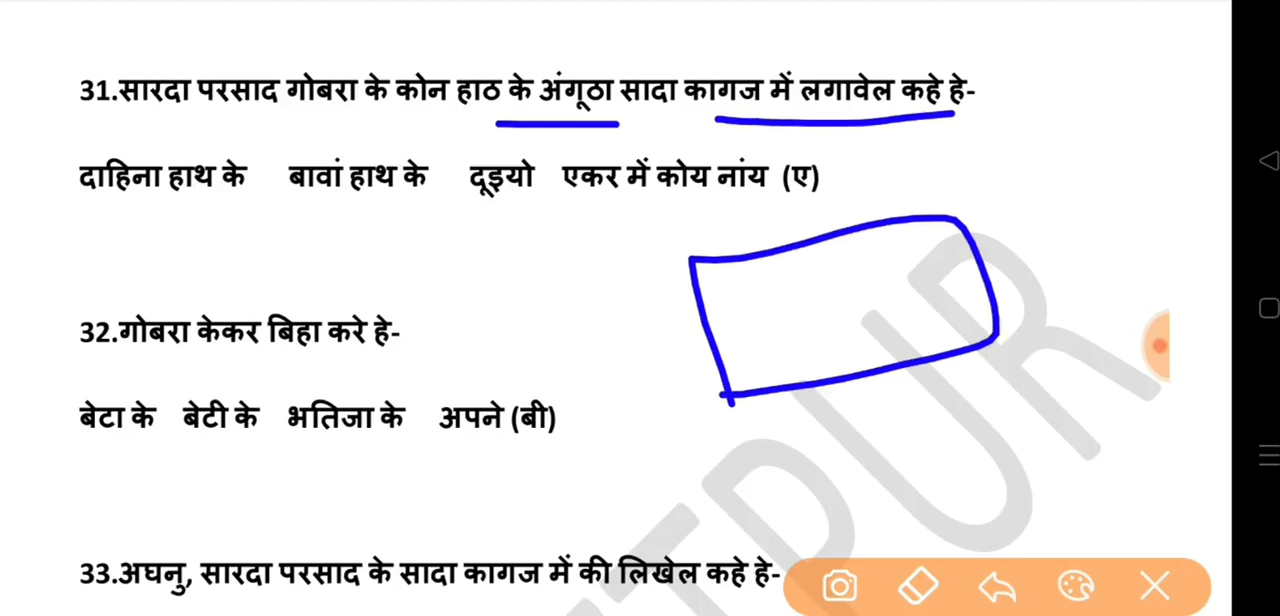 31.सारदा परसाद गोबरा के कोन हाठ के अंगूठा सादा कागज में लगावेल कहे हे-
दाहिना हाथ के बावां हाथ के दूइयो एकर में कोय नांय (ए)
32.गोबरा केकर बिहा करे हे-
बेटा के बेटी के भतिजा के अपने (बी)
33.अघनु, सारदा परसाद के सादा कागज में की लिखेल कहे हे-